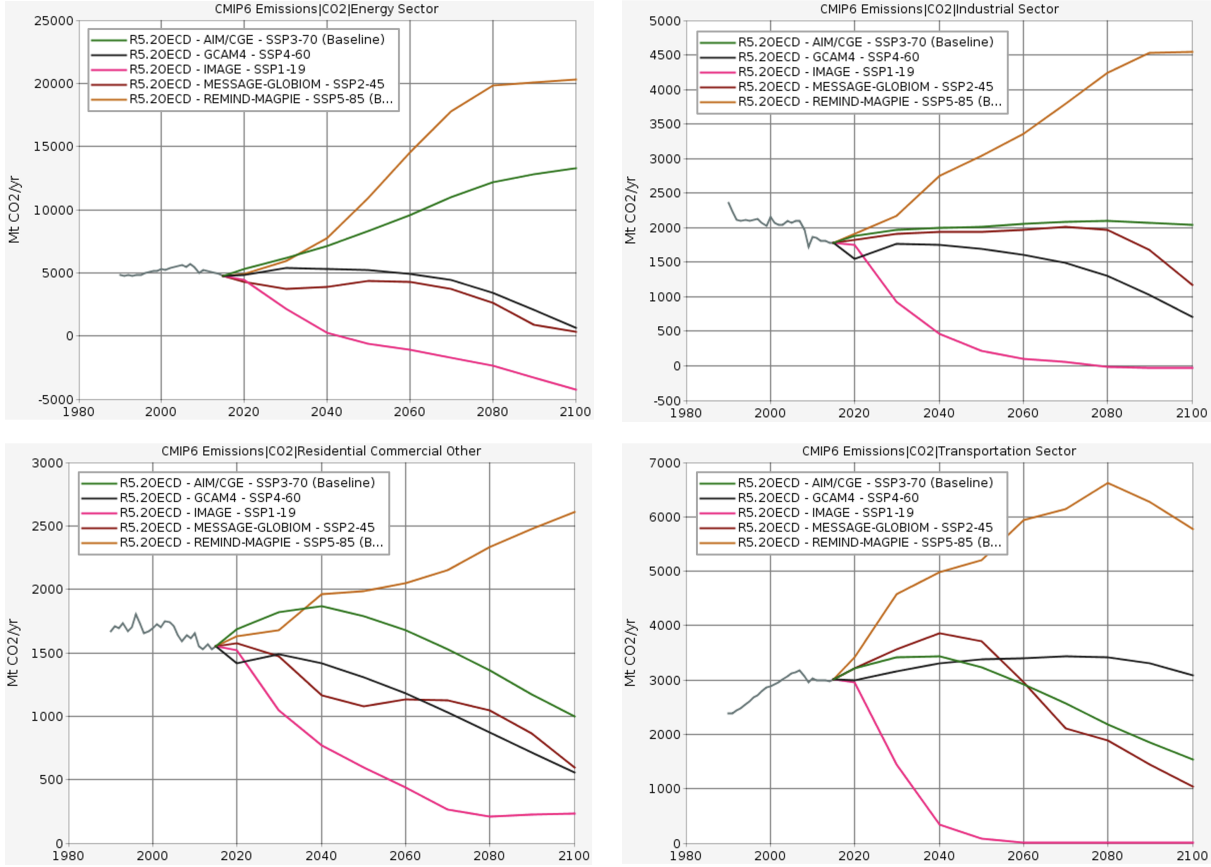 CMIP6 Emissions|CO2|Energy Sector
25000
20000
15000
10000
5000
0
-5000
Mt CO2/yr
R5.2OECD - AIM/CGE - SSP3-70 (Baseline)
R5.2OECD - GCAM4 - SSP4-60
R5.2OECD - IMAGE - SSP1-19
R5.2OECD - MESSAGE-GLOBIOM - SSP2-45
R5.2OECD - REMIND-MAGPIE - SSP5-85 (B...
1980 2000 2020 2040 2060 2080 2100
CMIP6 Emissions|CO2|Industrial Sector
5000
4500
4000
3500
3000
2500
2000
1500
1000
500
0
-500
Mt CO2/yr
R5.2OECD - AIM/CGE - SSP3-70 (Baseline)
R5.2OECD - GCAM4 - SSP4-60
R5.2OECD - IMAGE - SSP1-19
R5.2OECD - MESSAGE-GLOBIOM - SSP2-45
R5.2OECD - REMIND-MAGPIE - SSP5-85 (B...
1980 2000 2020 2040 2060 2080 2100
CMIP6 Emissions|CO2|Residential Commercial Other
3000
2500
2000
1500
1000
500
0
Mt CO2/yr
R5.2OECD - AIM/CGE - SSP3-70 (Baseline)
R5.2OECD - GCAM4 - SSP4-60
R5.2OECD - IMAGE - SSP1-19
R5.2OECD - MESSAGE-GLOBIOM - SSP2-45
R5.2OECD - REMIND-MAGPIE - SSP5-85 (B...
1980 2000 2020 2040 2060 2080 2100
CMIP6 Emissions|CO2|Transportation Sector
7000
6000
5000
4000
3000
2000
1000
0
Mt CO2/yr
R5.2OECD - AIM/CGE - SSP3-70 (Baseline)
R5.2OECD - GCAM4 - SSP4-60
R5.2OECD - IMAGE - SSP1-19
R5.2OECD - MESSAGE-GLOBIOM - SSP2-45
R5.2OECD - REMIND-MAGPIE - SSP5-85 (B...
1980 2000 2020 2040 2060 2080 2100